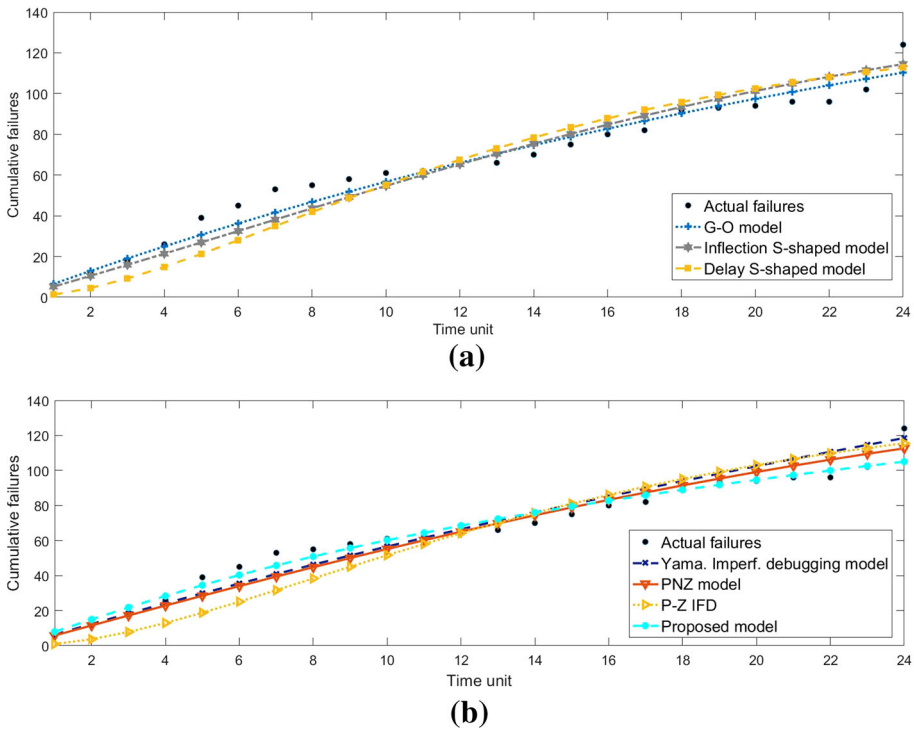 140
120
100
80
60
40
20
0
Cumulative failures
Actual failures
G-O model
Inflection S-shaped model
Delay S-shaped model
2 4 6 8 10 12 14 16 18 20 22 24
Time unit
(a)
140
120
100
80
60
40
20
0
Cumulative failures
Actual failures
Yama. Imperf. debugging model
PNZ model
P-Z IFD
Proposed model
2 4 6 8 10 12 14 16 18 20 22 24
Time unit
(b)